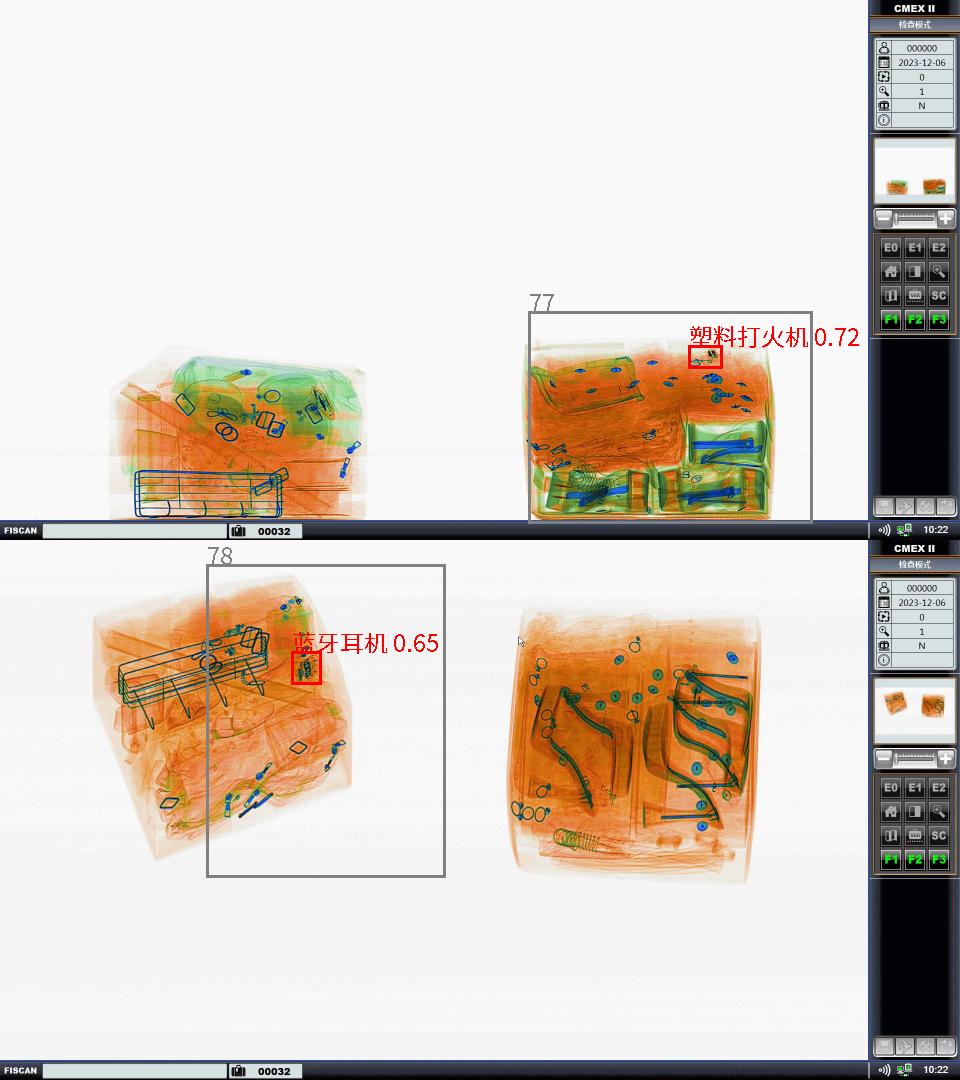 CMEX II
检查模式
000000
2023-12-06
0
1
N
77
塑料打火机 0.72
E0 E1 E2
SC
F1 F2 F3
FISCAN
00032
10:22
CMEX II
检查模式
78
000000
2023-12-06
0
1
N
蓝牙耳机 0.65
E0 E1 E2
SC
F1 F2 F3
FISCAN
00032
10:22